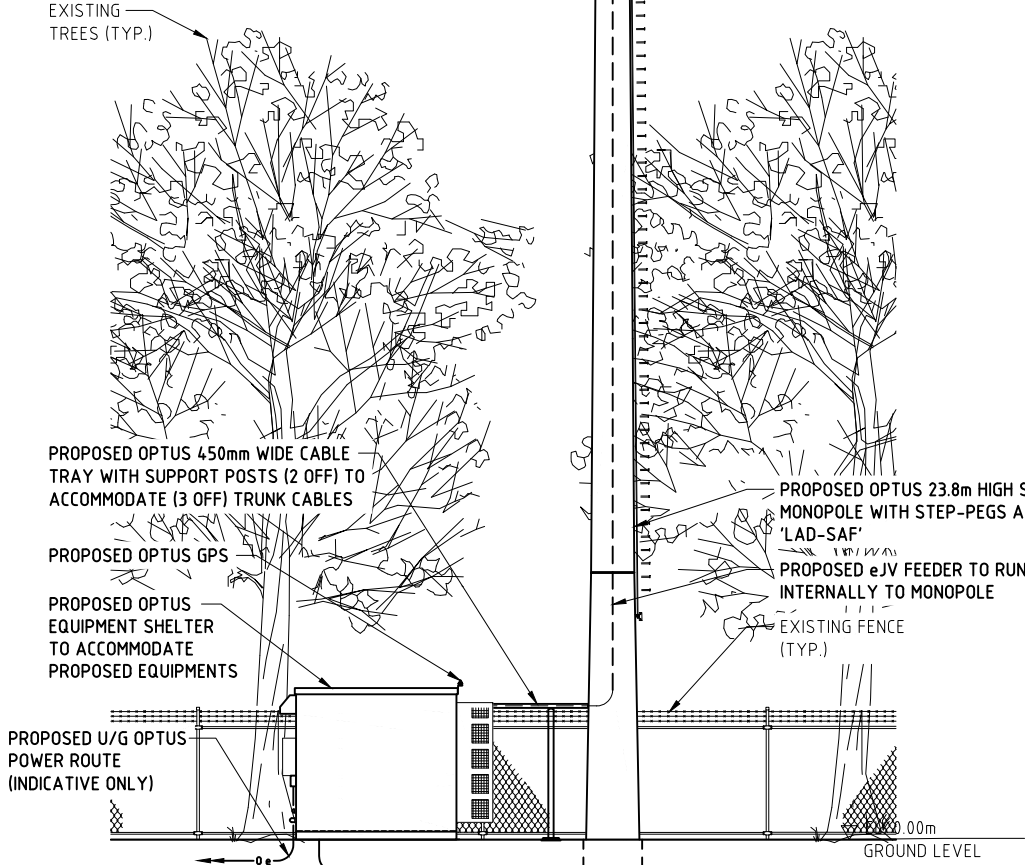 EXISTING
TREES (TYP.)
PROPOSED OPTUS 450mm WIDE CABLE
TRAY WITH SUPPORT POSTS (2 OFF) TO
ACCOMMODATE (3 OFF) TRUNK CABLES
PROPOSED OPTUS GPS
PROPOSED OPTUS
EQUIPMENT SHELTER
TO ACCOMMODATE
PROPOSED EQUIPMENTS
PROPOSED U/G OPTUS
POWER ROUTE
(INDICATIVE ONLY)
PROPOSED OPTUS 23.8m HIGH
MONOPOLE WITH STEP-PEGS
'LAD-SAF'
PROPOSED eJV FEEDER TO RUN
INTERNALLY TO MONOPOLE
EXISTING FENCE
(TYP.)
0.00m
GROUND LEVEL
O e